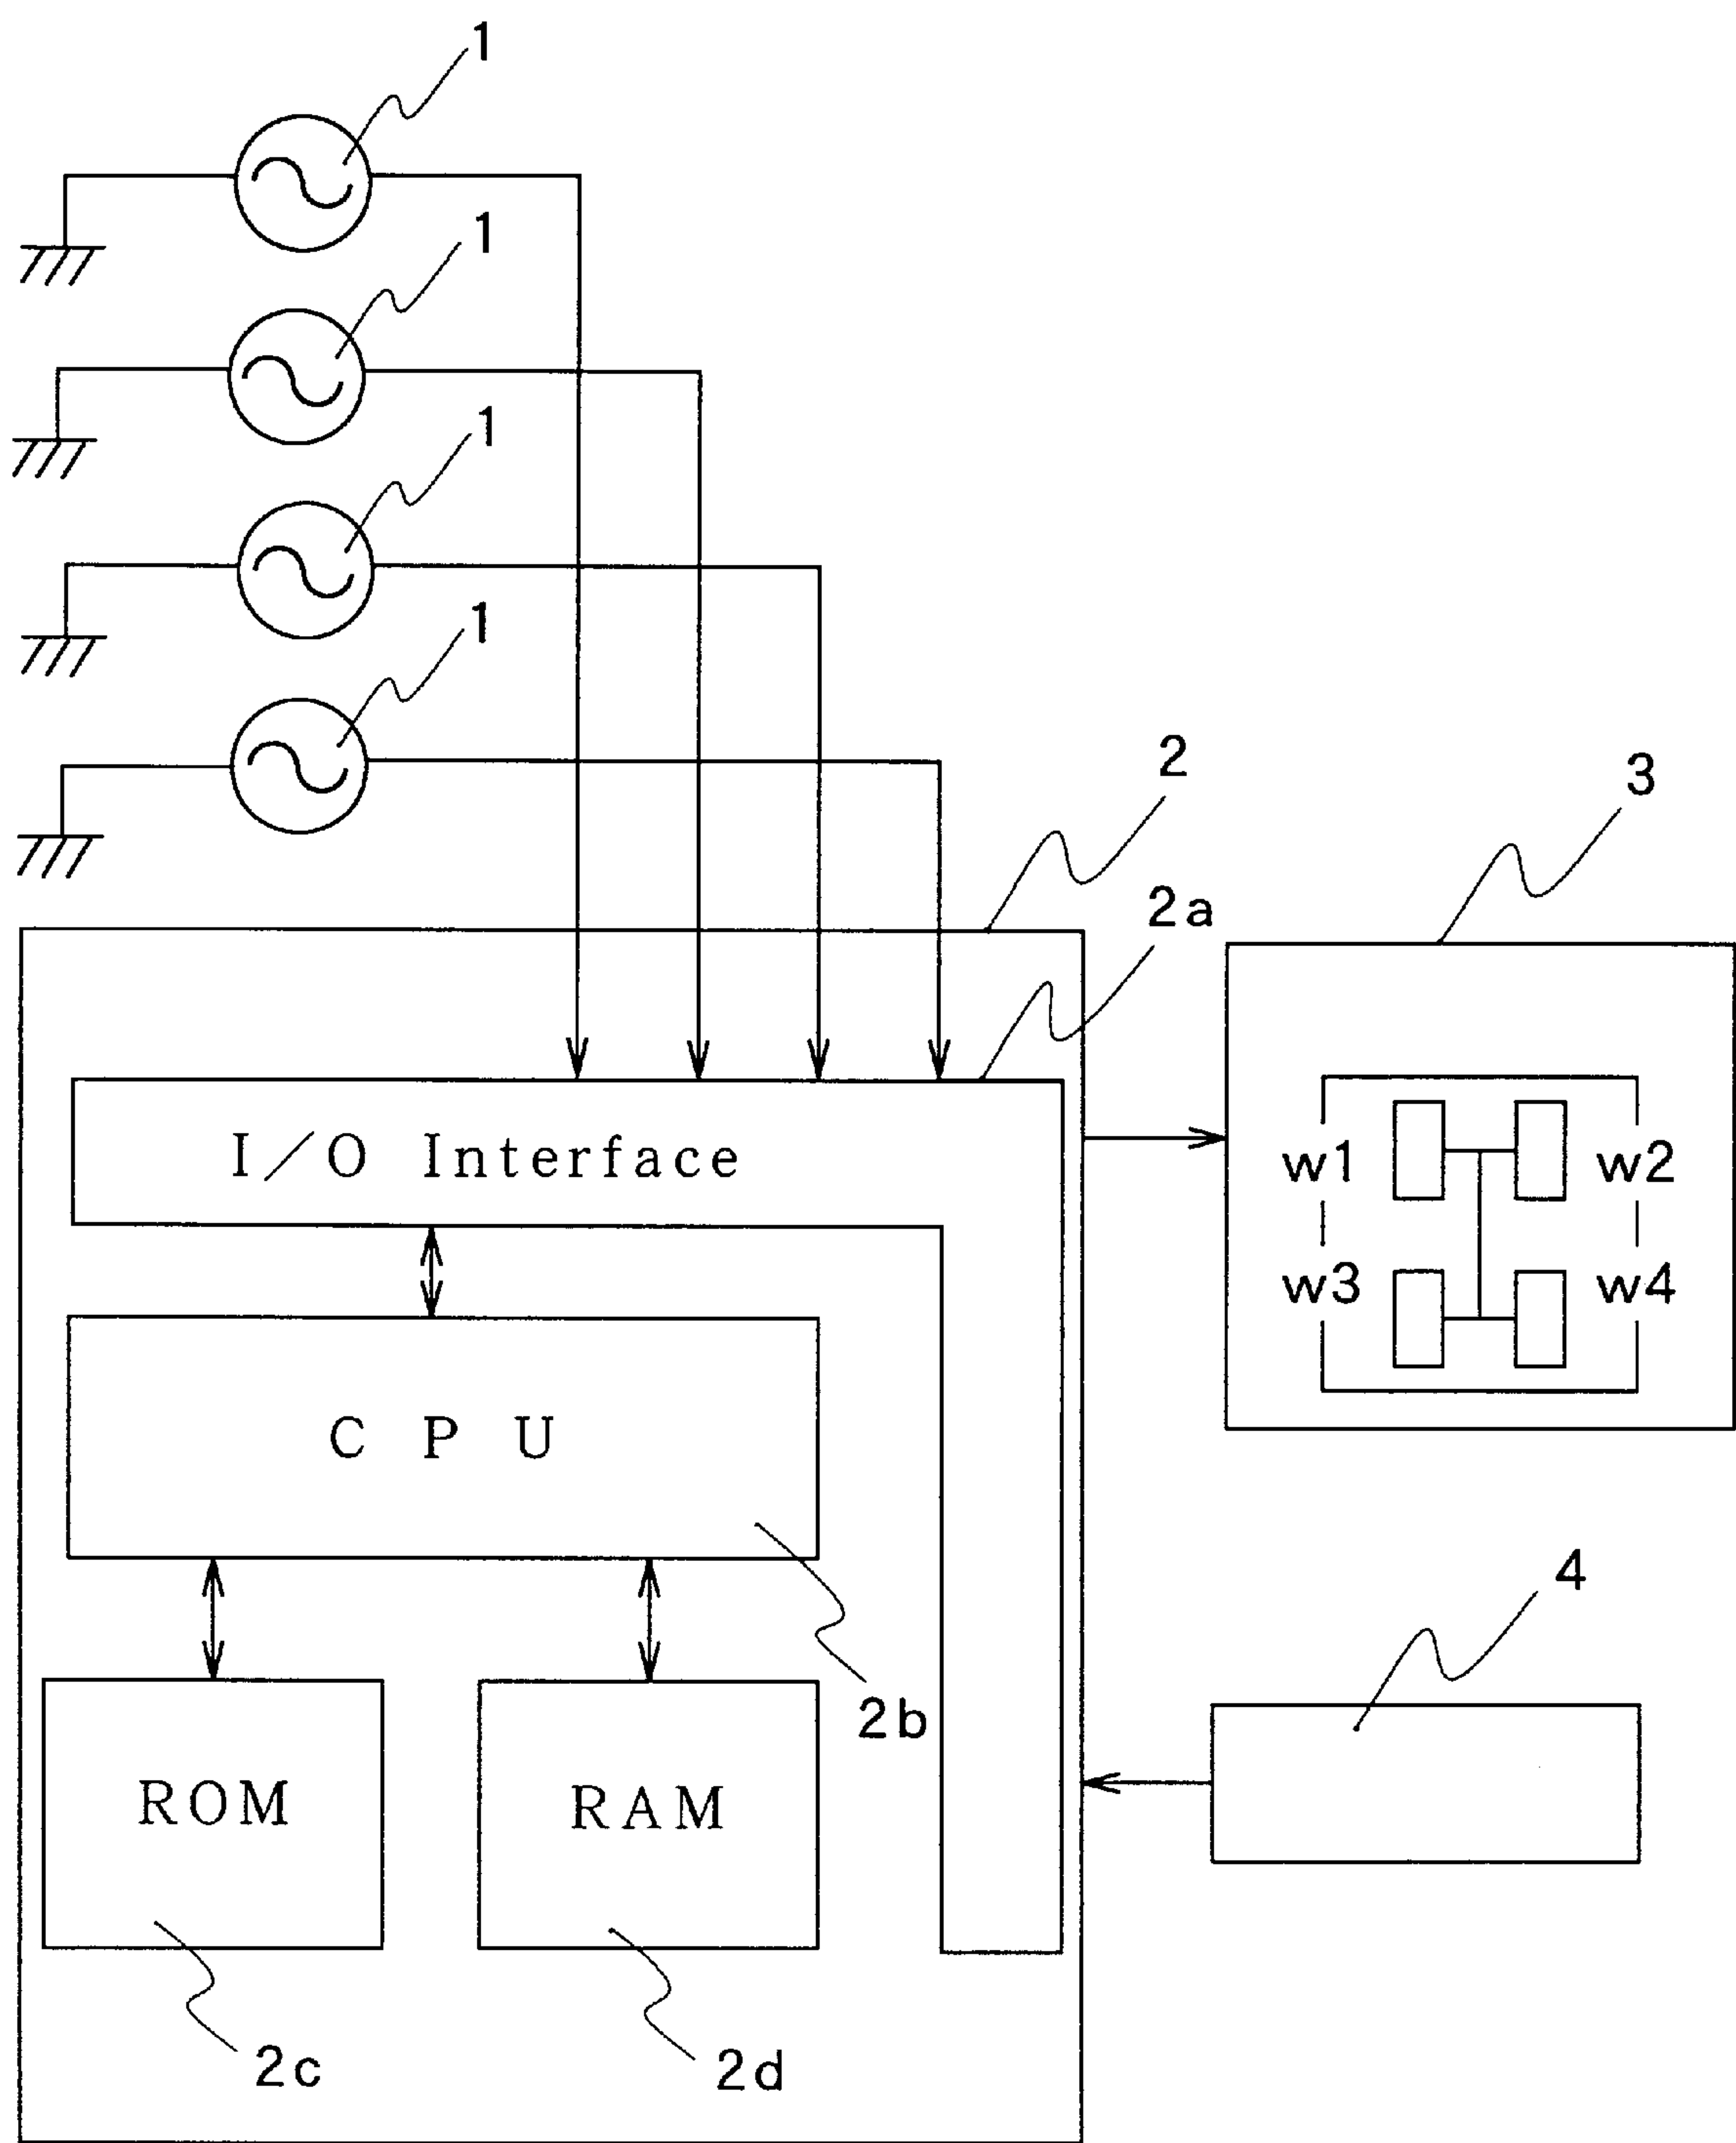 1
1
1
1
2
3
2a
I/O Interface
w1 w2
w3 w4
C P U
4
2b
ROM RAM
2c 2d